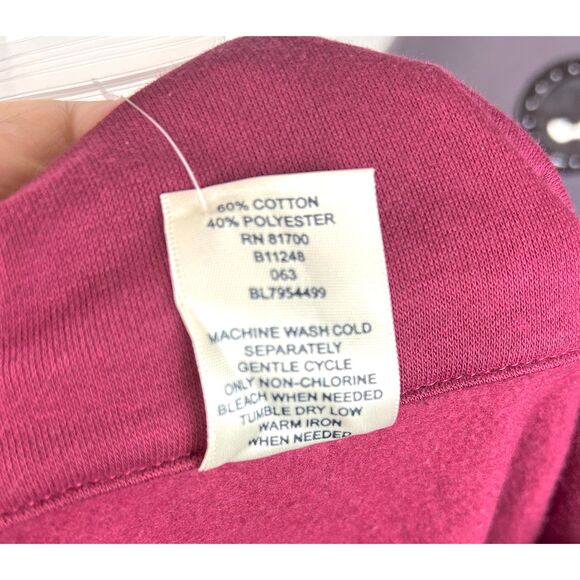 60% COTTON
40% POLYESTER
RN 81700
B11248
063
BL7954499
MACHINE WASH COLD
SEPARATELY
GENTLE CYCLE
ONLY NON-CHLORINE
BLEACH WHEN NEEDED
TUMBLE DRY LOW
WARM IRON
WHEN NEEDED